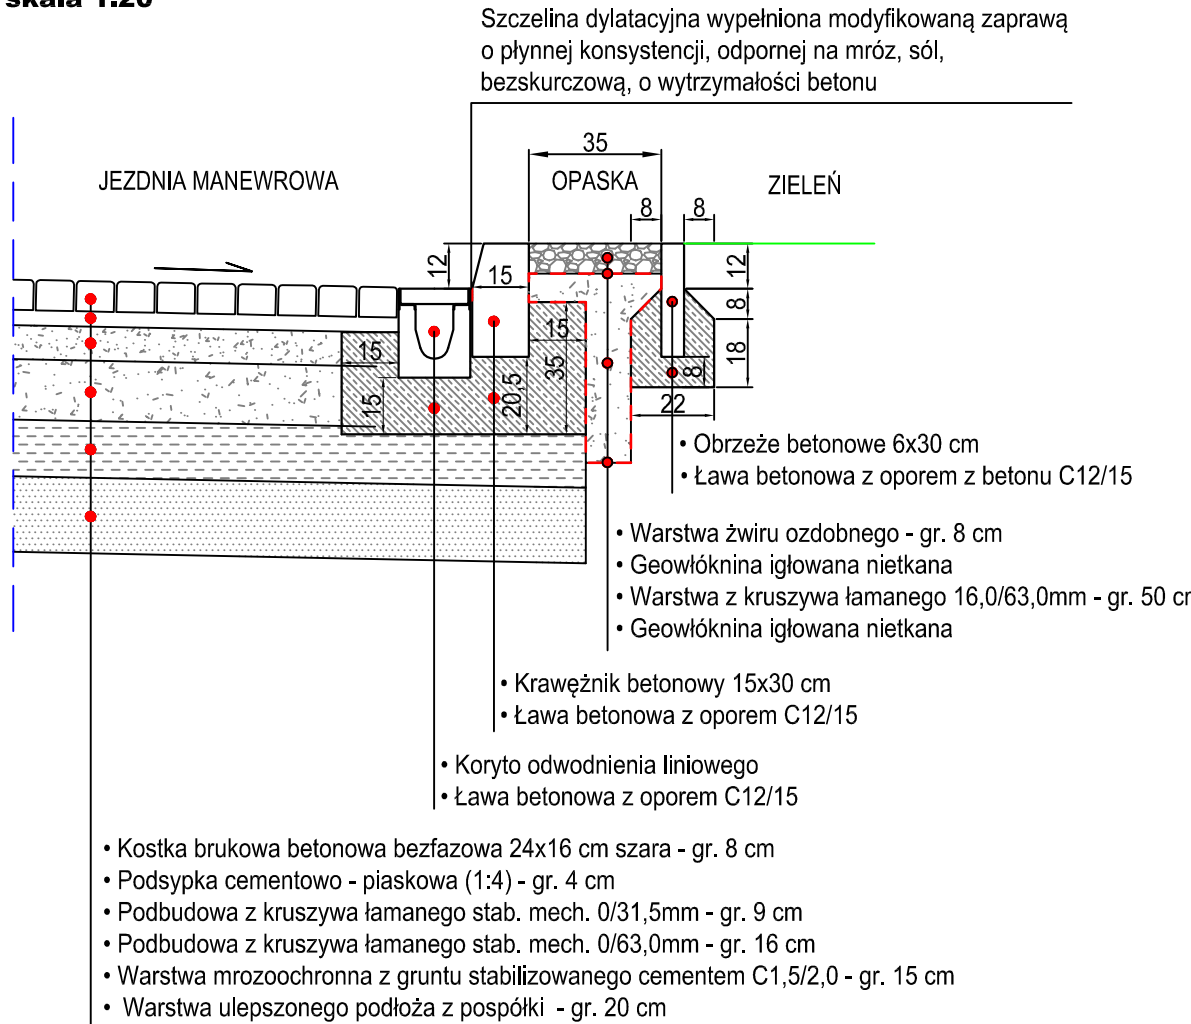 skala 1:20
Szczelina dylatacyjna wypełniona modyfikowaną zaprawą
o płynnej konsystencji, odpornej na mróz, sól,
bezskurczową, o wytrzymałości betonu
35
JEZDNIA MANEWROWA
OPASKA
ZIELEŃ
8
8
12
15
12
8
15
15
35
18
8
15
20,5
22
• Obrzeże betonowe 6x30 cm
• Ława betonowa z oporem z betonu C12/15
• Warstwa żwiru ozdobnego - gr. 8 cm
• Geowłóknina igłowana nietkana
• Warstwa z kruszywa łamanego 16,0/63,0mm - gr. 50 cm
• Geowłóknina igłowana nietkana
• Krawężnik betonowy 15x30 cm
• Ława betonowa z oporem C12/15
• Koryto odwodnienia liniowego
• Ława betonowa z oporem C12/15
• Kostka brukowa betonowa bezfazowa 24x16 cm szara - gr. 8 cm
• Podsypka cementowo - piaskowa (1:4) - gr. 4 cm
• Podbudowa z kruszywa łamanego stab. mech. 0/31,5mm - gr. 9 cm
• Podbudowa z kruszywa łamanego stab. mech. 0/63,0mm - gr. 16 cm
• Warstwa mrozoochronna z gruntu stabilizowanego cementem C1,5/2,0 - gr. 15 cm
• Warstwa ulepszonego podłoża z pospółki - gr. 20 cm